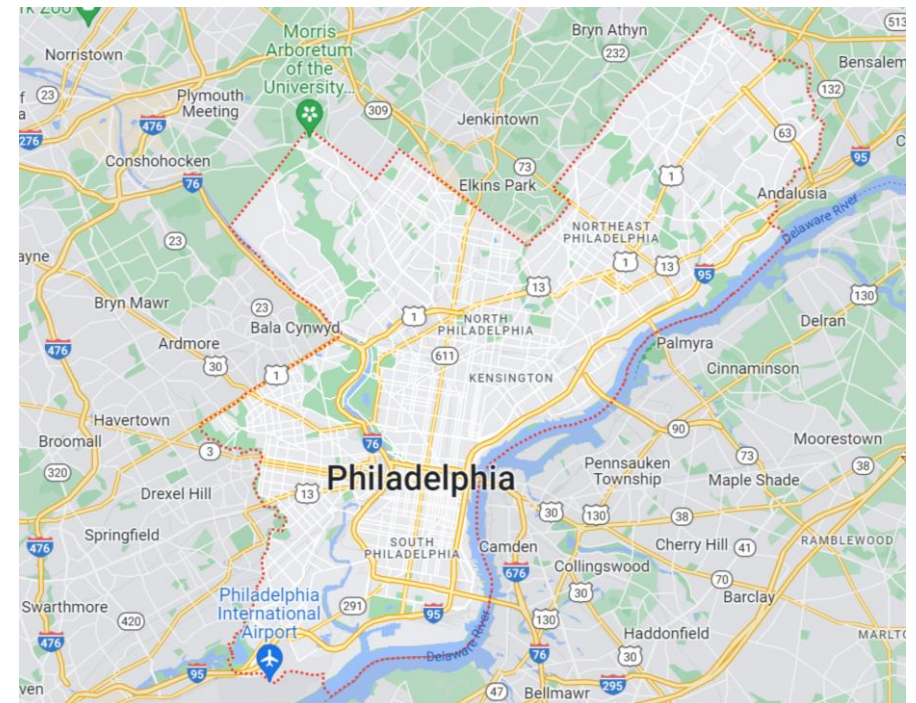 rk Zoo
Norristown
Morris
Arboretum
of the
University...
Bryn Athyn
513
232
Bensalem
23
Plymouth
Meeting
309
132
476
276
Jenkintown
63
Conshohocken
76
73
1
95
Elkins Park
Andalusia
23
NORTHEAST
PHILADELPHIA
Delaware River
ayne
1
13
95
13
130
Bryn Mawr
23
1
NORTH
PHILADELPHIA
Delran
Bala Cynwyd
476
Ardmore
30
611
Palmyra
1
KENSINGTON
Cinnaminson
Havertown
90
Broomall
3
76
73
Moorestown
320
Philadelphia
Pennsauken
Township
38
Maple Shade
Drexel Hill
13
30
130
38
Springfield
SOUTH
PHILADELPHIA
Camden
Cherry Hill
41
RAMBLEWOOD
476
676
Collingswood
70
Swarthmore
Philadelphia
International
Airport
291
95
30
Barclay
420
130
Haddonfield
476
Delaware River
76
30
MARLTO
95
ven
47
Bellmawr
295